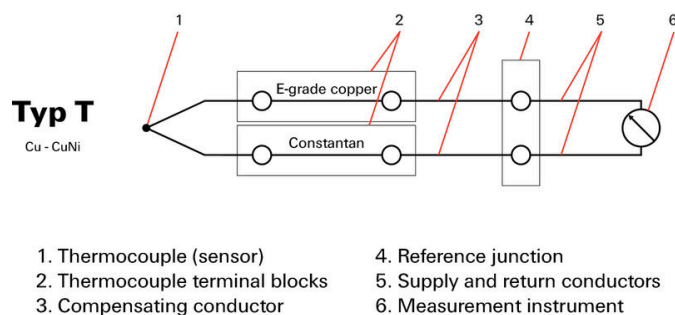 1 2 3 4 5 6
E-grade copper
Typ T
Cu - CuNi
Constantan
1. Thermocouple (sensor)
2. Thermocouple terminal blocks
3. Compensating conductor
4. Reference junction
5. Supply and return conductors
6. Measurement instrument